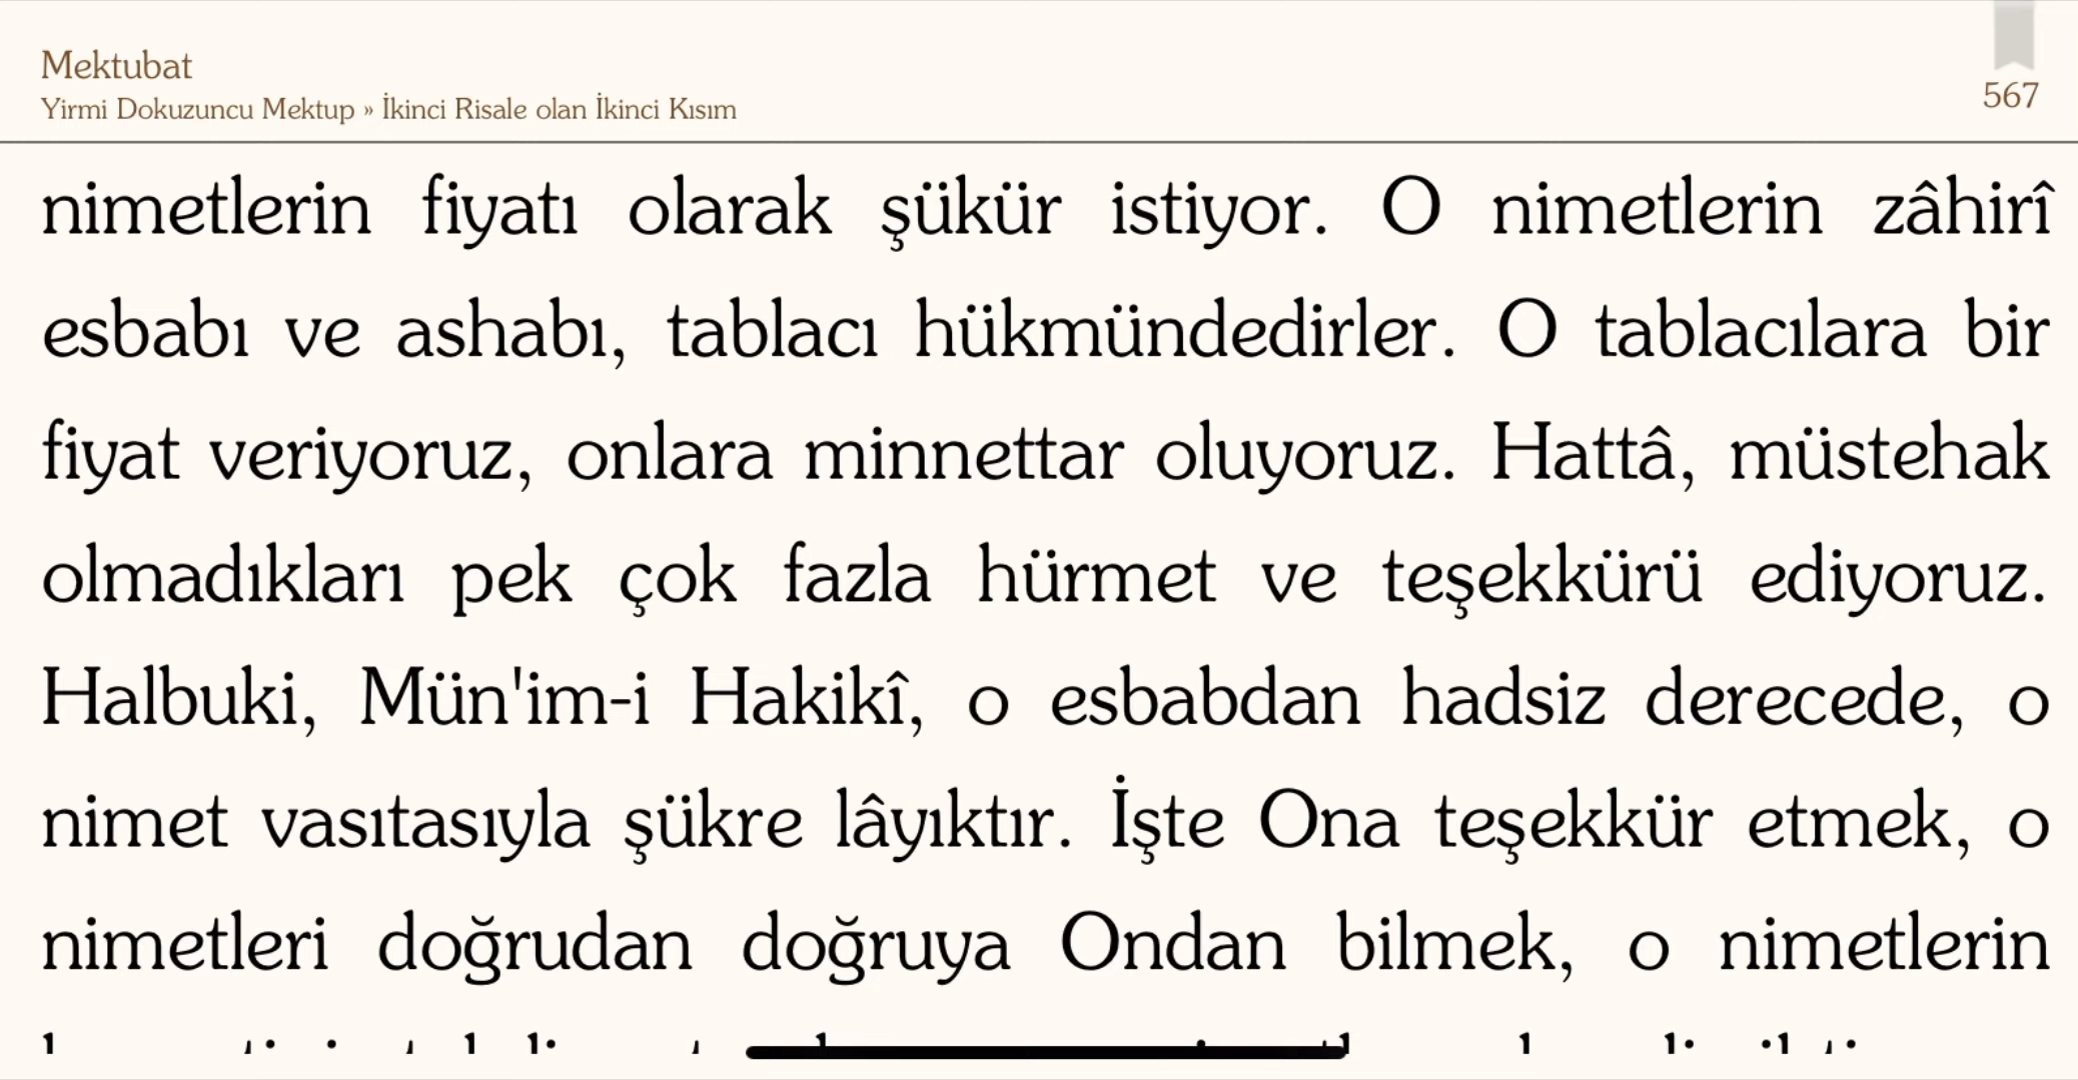 Mektubat
Yirmi Dokuzuncu Mektup » İkinci Risale olan İkinci Kısım
567
nimetlerin fiyatı olarak şükür istiyor. O nimetlerin zâhirî
esbabı ve ashabı, tablacı hükmündedirler. O tablacılara bir
fiyat veriyoruz, onlara minnettar oluyoruz. Hattâ, müstehak
olmadıkları pek çok fazla hürmet ve teşekkürü ediyoruz.
Halbuki, Mün'im-i Hakikî, o esbabdan hadsiz derecede, o
nimet vasıtasıyla şükre lâyıktır. İşte Ona teşekkür etmek, o
nimetleri doğrudan doğruya Ondan bilmek, o nimetlerin